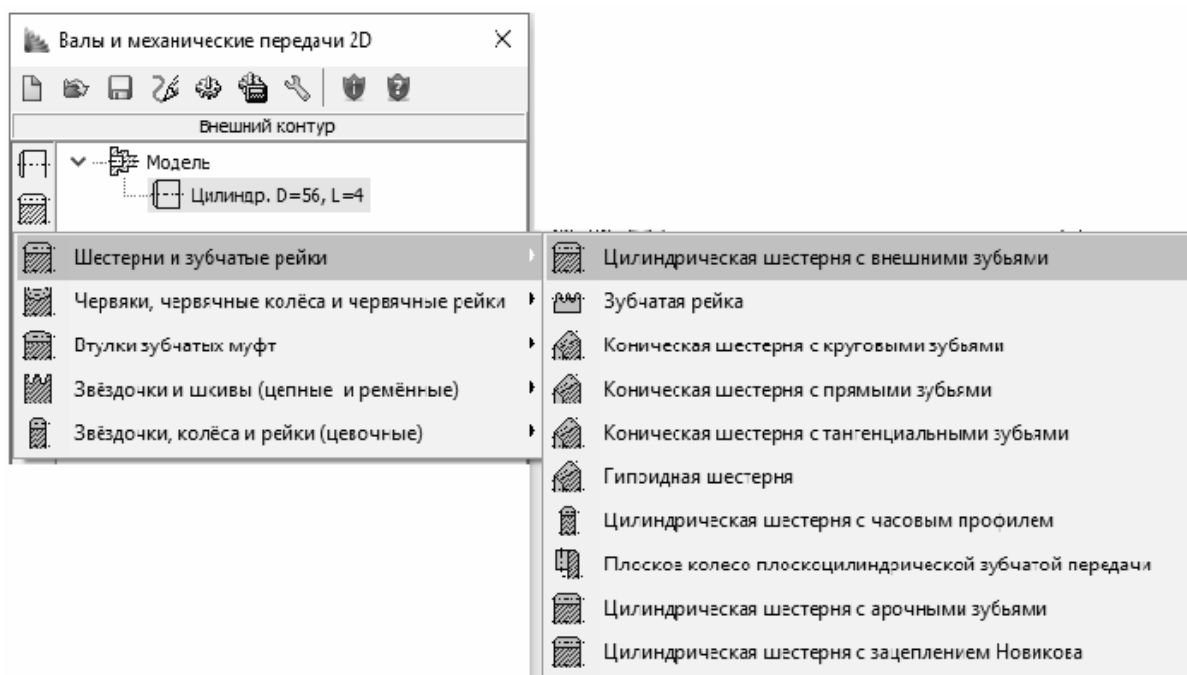 Валы и механические передачи 2D
Внешний контур
Модель
Цилиндр. D=56, L=4
Шестерни и зубчатые рейки
Червяки, червячные колёса и червячные рейки
Втулки зубчатых муфт
Звёздочки и шкивы (цепные и ремённые)
Звёздочки, колёса и рейки (цевочные)
Цилиндрическая шестерня с внешними зубьями
Зубчатая рейка
Коническая шестерня с круговыми зубьями
Коническая шестерня с прямыми зубьями
Коническая шестерня с тангенциальными зубьями
Гипоидная шестерня
Цилиндрическая шестерня с часовым профилем
Плоское колесо плоскоцилиндрической зубчатой передачи
Цилиндрическая шестерня с арочными зубьями
Цилиндрическая шестерня с зацеплением Новикова